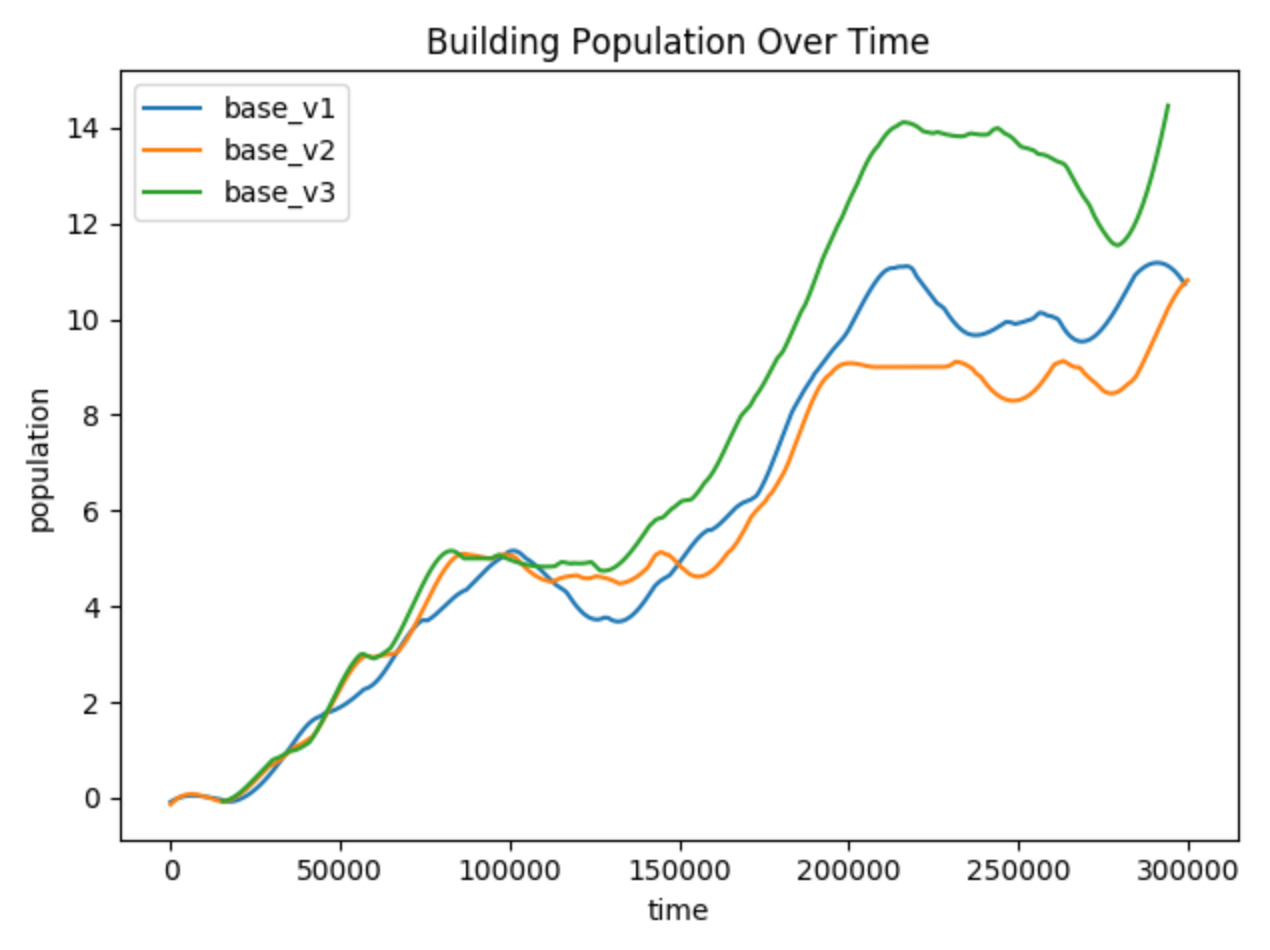 Building Population Over Time
base_v1
base_v2
base_v3
14
12
10
8
6
4
2
0
population
0 50000 100000 150000 200000 250000 300000
time